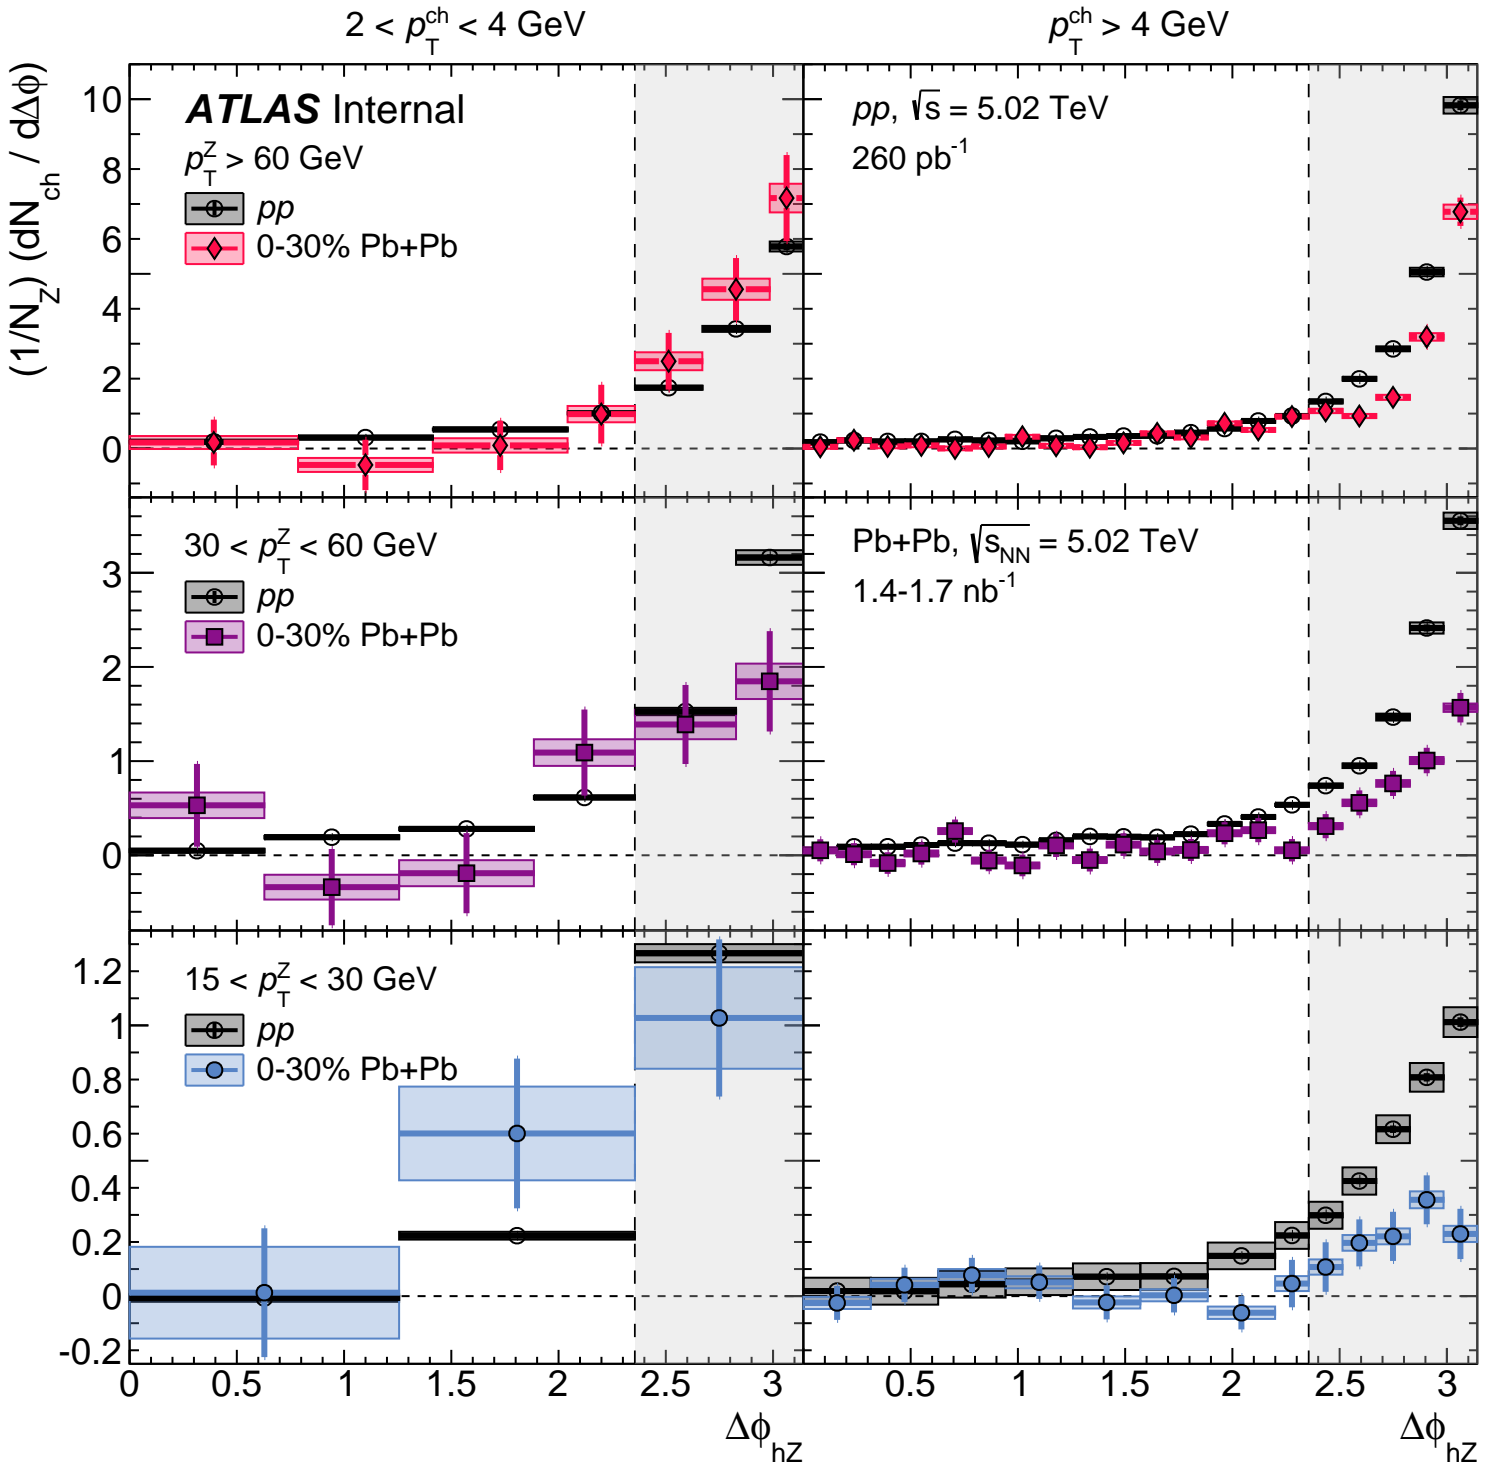 2 < p_T^ch < 4 GeV
p_T^ch > 4 GeV
(1/N_Z) (dN_ch / dΔϕ)
10
8
6
4
2
0
ATLAS Internal
p_T^Z > 60 GeV
pp
0-30% Pb+Pb
pp, √s = 5.02 TeV
260 pb^-1
3
2
1
0
30 < p_T^Z < 60 GeV
pp
0-30% Pb+Pb
Pb+Pb, √s_NN = 5.02 TeV
1.4-1.7 nb^-1
1.2
1
0.8
0.6
0.4
0.2
0
-0.2
15 < p_T^Z < 30 GeV
pp
0-30% Pb+Pb
0 0.5 1 1.5 2 2.5 3
0.5 1 1.5 2 2.5 3
Δϕ_hZ
Δϕ_hZ